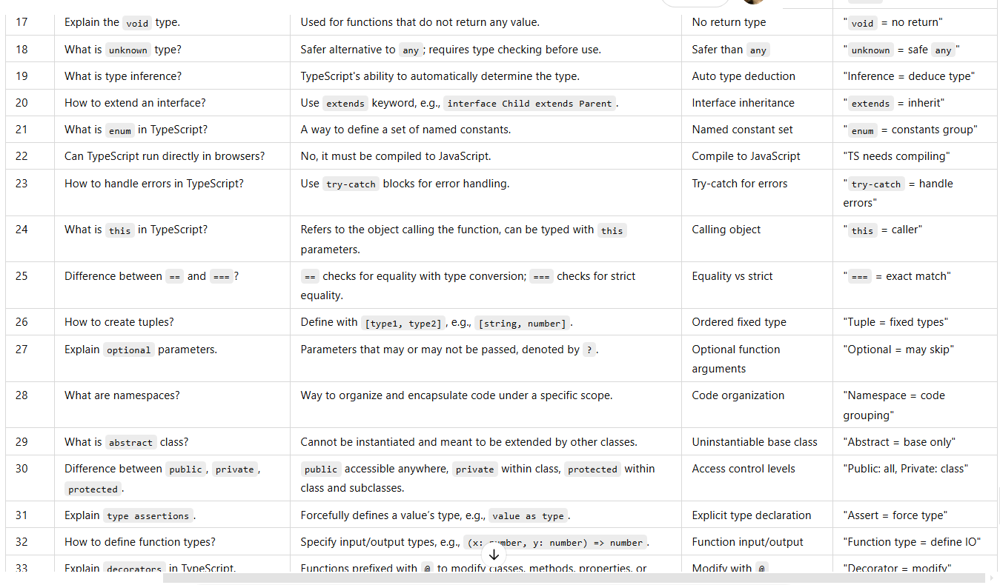 17 Explain the void type. Used for functions that do not return any value. No return type "void = no return"
18 What is unknown type? Safer alternative to any; requires type checking before use. Safer than any "unknown = safe any"
19 What is type inference? TypeScript's ability to automatically determine the type. Auto type deduction "Inference = deduce type"
20 How to extend an interface? Use extends keyword, e.g., interface Child extends Parent. Interface inheritance "extends = inherit"
21 What is enum in TypeScript? A way to define a set of named constants. Named constant set "enum = constants group"
22 Can TypeScript run directly in browsers? No, it must be compiled to JavaScript. Compile to JavaScript "TS needs compiling"
23 How to handle errors in TypeScript? Use try-catch blocks for error handling. Try-catch for errors "try-catch = handle
errors"
24 What is this in TypeScript? Refers to the object calling the function, can be typed with this Calling object "this = caller"
parameters.
25 Difference between == and ===? == checks for equality with type conversion; === checks for strict Equality vs strict "=== = exact match"
equality.
26 How to create tuples? Define with [type1, type2], e.g., [string, number]. Ordered fixed type "Tuple = fixed types"
27 Explain optional parameters. Parameters that may or may not be passed, denoted by ?. Optional function "Optional = may skip"
arguments
28 What are namespaces? Way to organize and encapsulate code under a specific scope. Code organization "Namespace = code
grouping"
29 What is abstract class? Cannot be instantiated and meant to be extended by other classes. Uninstantiable base class "Abstract = base only"
30 Difference between public, private, public accessible anywhere, private within class, protected within Access control levels "Public: all, Private: class"
protected. class and subclasses.
31 Explain type assertions. Forcefully defines a value's type, e.g., value as type. Explicit type declaration "Assert = force type"
32 How to define function types? Specify input/output types, e.g., (x: number, y: number) => number. Function input/output "Function type = define IO"
33 Explain decorators in TypeScript. Functions prefixed with @ to modify classes, methods, properties, or Modify with @ "Decorator = modify"